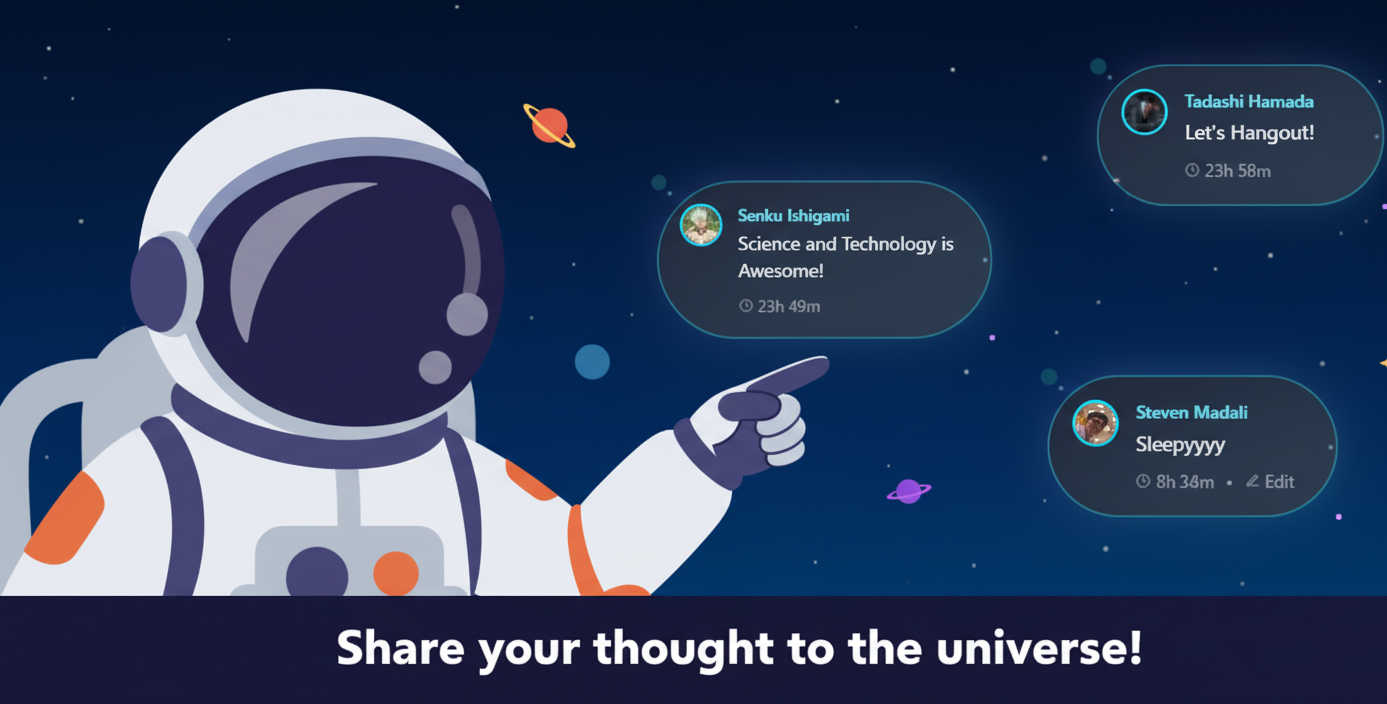 Tadashi Hamada
Let's Hangout!
23h 58m
Senku Ishigami
Science and Technology is
Awesome!
23h 49m
Steven Madali
Sleepyyyy
8h 34m • Edit
Share your thought to the universe!